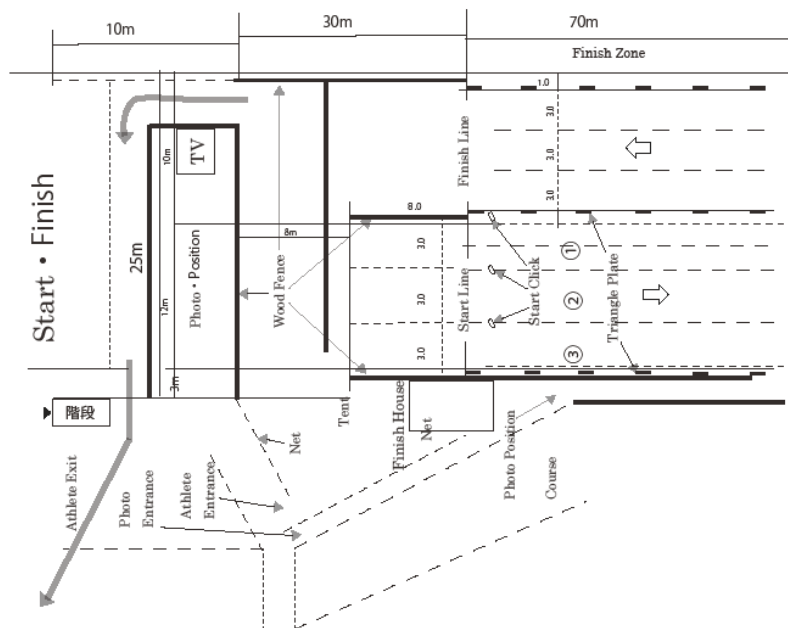 10m
30m
70m
Finish Zone
Start・Finish
25m
TV
10m
12m
3m
Photo・Position
8m
Wood Fence
8.0
Finish Line
1.0
3.0
3.0
3.0
3.0
3.0
3.0
Start Line
Start Click
①
②
③
Triangle Plate
階段
Athlete Exit
Photo
Entrance
Athlete
Entrance
Net
Tent
Finish House
Net
Photo Position
Course